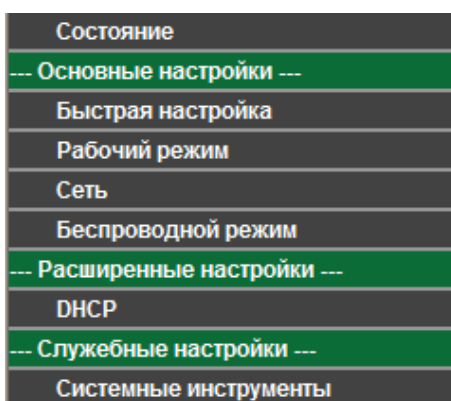 Состояние
--- Основные настройки ---
Быстрая настройка
Рабочий режим
Сеть
Беспроводной режим
--- Расширенные настройки ---
DHCP
--- Служебные настройки ---
Системные инструменты